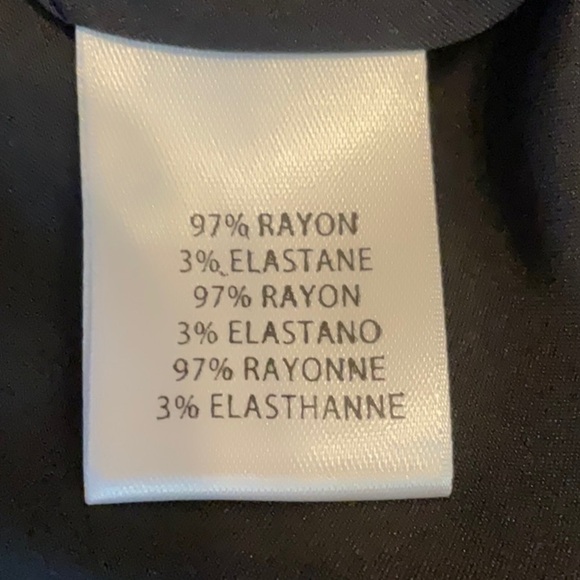 97% RAYON
3% ELASTANE
97% RAYON
3% ELASTANO
97% RAYONNE
3% ELASTHANNE